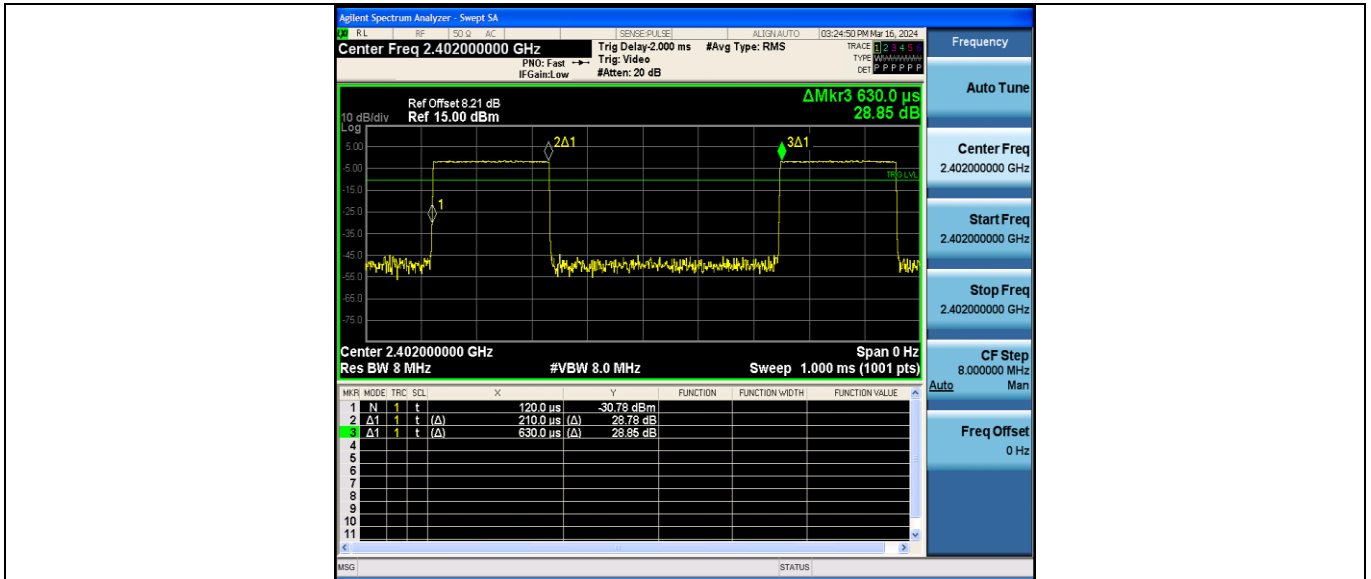 Agilent Spectrum Analyzer - Swept SA
LXI RL RF 50 Ω AC SENSE:PULSE ALIGN AUTO 03:24:50 PM Mar 16, 2024
Center Freq 2.402000000 GHz
PNO: Fast
IFGain:Low
Trig Delay-2.000 ms #Avg Type: RMS
Trig: Video
#Atten: 20 dB
TRACE 1 2 3 4 5 6
TYPE
DET P P P P P P
ΔMkr3 630.0 µs
28.85 dB
Ref Offset 8.21 dB
10 dB/div Ref 15.00 dBm
Log
5.00
-5.00
-15.0
-25.0
-35.0
-45.0
-55.0
-65.0
-75.0
1
2Δ1
3Δ1
TRIG LVL
Center 2.402000000 GHz Span 0 Hz
Res BW 8 MHz #VBW 8.0 MHz Sweep 1.000 ms (1001 pts)
MKR MODE TRC SCL X Y FUNCTION FUNCTION WIDTH FUNCTION VALUE
1 N 1 t 120.0 µs -30.78 dBm
2 Δ1 1 t (Δ) 210.0 µs (Δ) 28.78 dB
3 Δ1 1 t (Δ) 630.0 µs (Δ) 28.85 dB
4
5
6
7
8
9
10
11
MSG STATUS
Frequency
Auto Tune
Center Freq
2.402000000 GHz
Start Freq
2.402000000 GHz
Stop Freq
2.402000000 GHz
CF Step
8.000000 MHz
Auto Man
Freq Offset
0 Hz